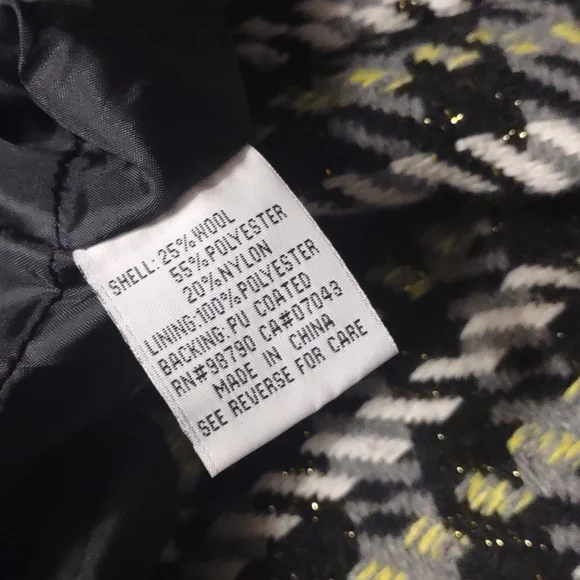 SHELL:25%WOOL
55%POLYESTER
20%NYLON
LINING:100%POLYESTER
BACKING:PU COATED
RN#99790 CA#07043
MADE IN CHINA
SEE REVERSE FOR CARE